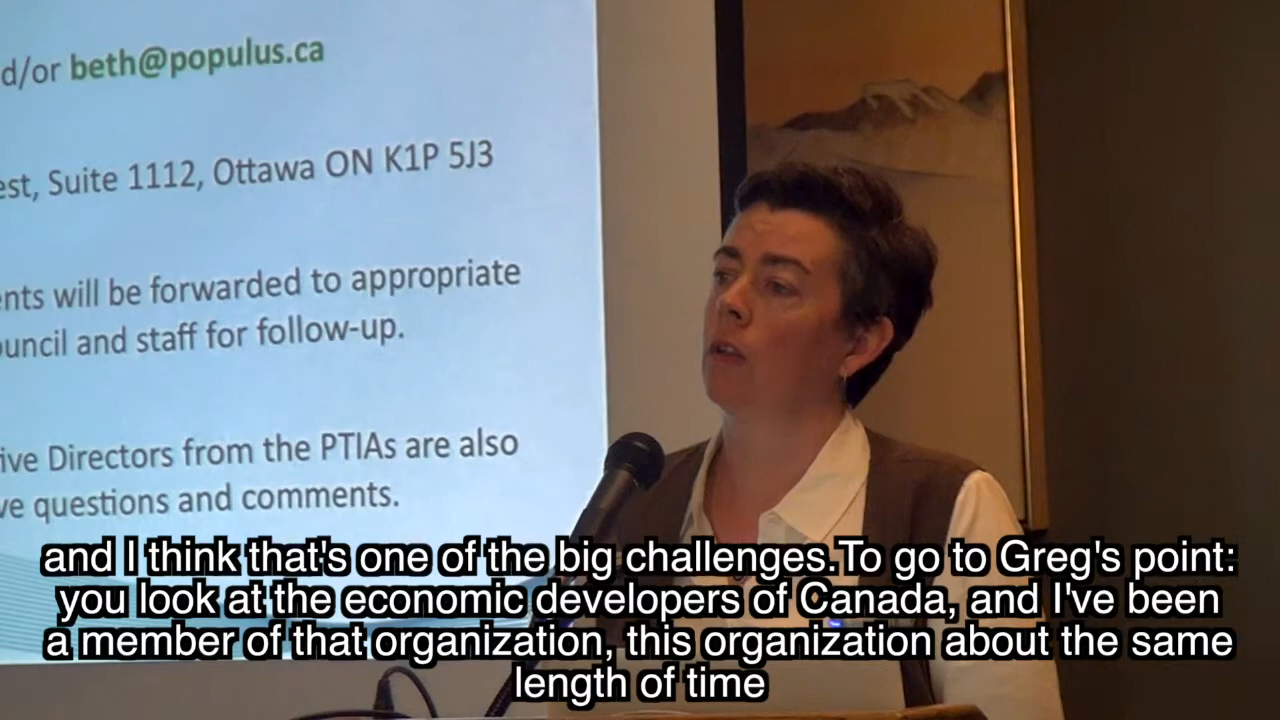 d/or beth@populus.ca
est, Suite 1112, Ottawa ON K1P 5J3
ents will be forwarded to appropriate
ouncil and staff for follow-up.
ive Directors from the PTIAs are also
ve questions and comments.
and I think that's one of the big challenges.To go to Greg's point:
you look at the economic developers of Canada, and I've been
a member of that organization, this organization about the same
length of time